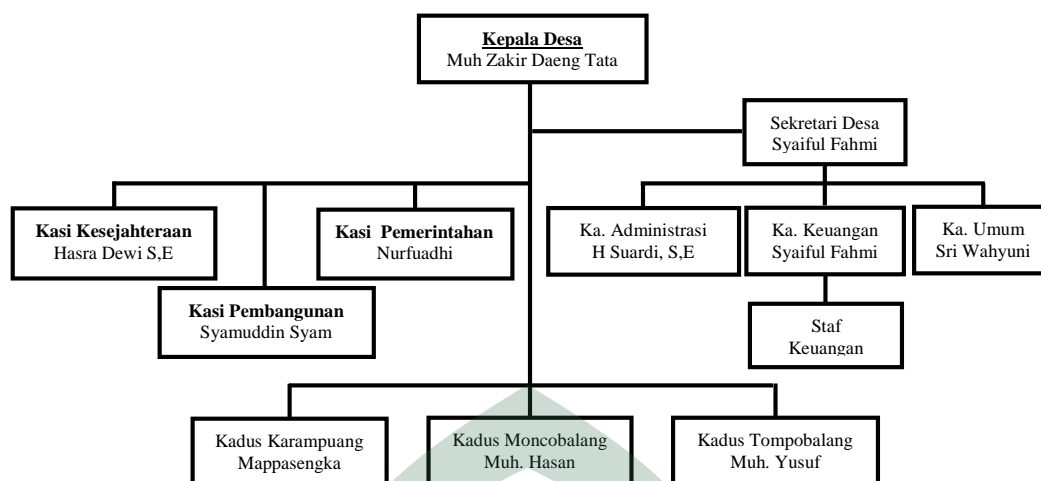 Kepala Desa
Muh Zakir Daeng Tata
Sekretari Desa
Syaiful Fahmi
Kasi Kesejahteraan
Hasra Dewi S,E
Kasi Pemerintahan
Nurfuadhi
Ka. Administrasi
H Suardi, S,E
Ka. Keuangan
Syaiful Fahmi
Ka. Umum
Sri Wahyuni
Kasi Pembangunan
Syamuddin Syam
Staf
Keuangan
Kadus Karampuang
Mappasengka
Kadus Moncobalang
Muh. Hasan
Kadus Tompobalang
Muh. Yusuf